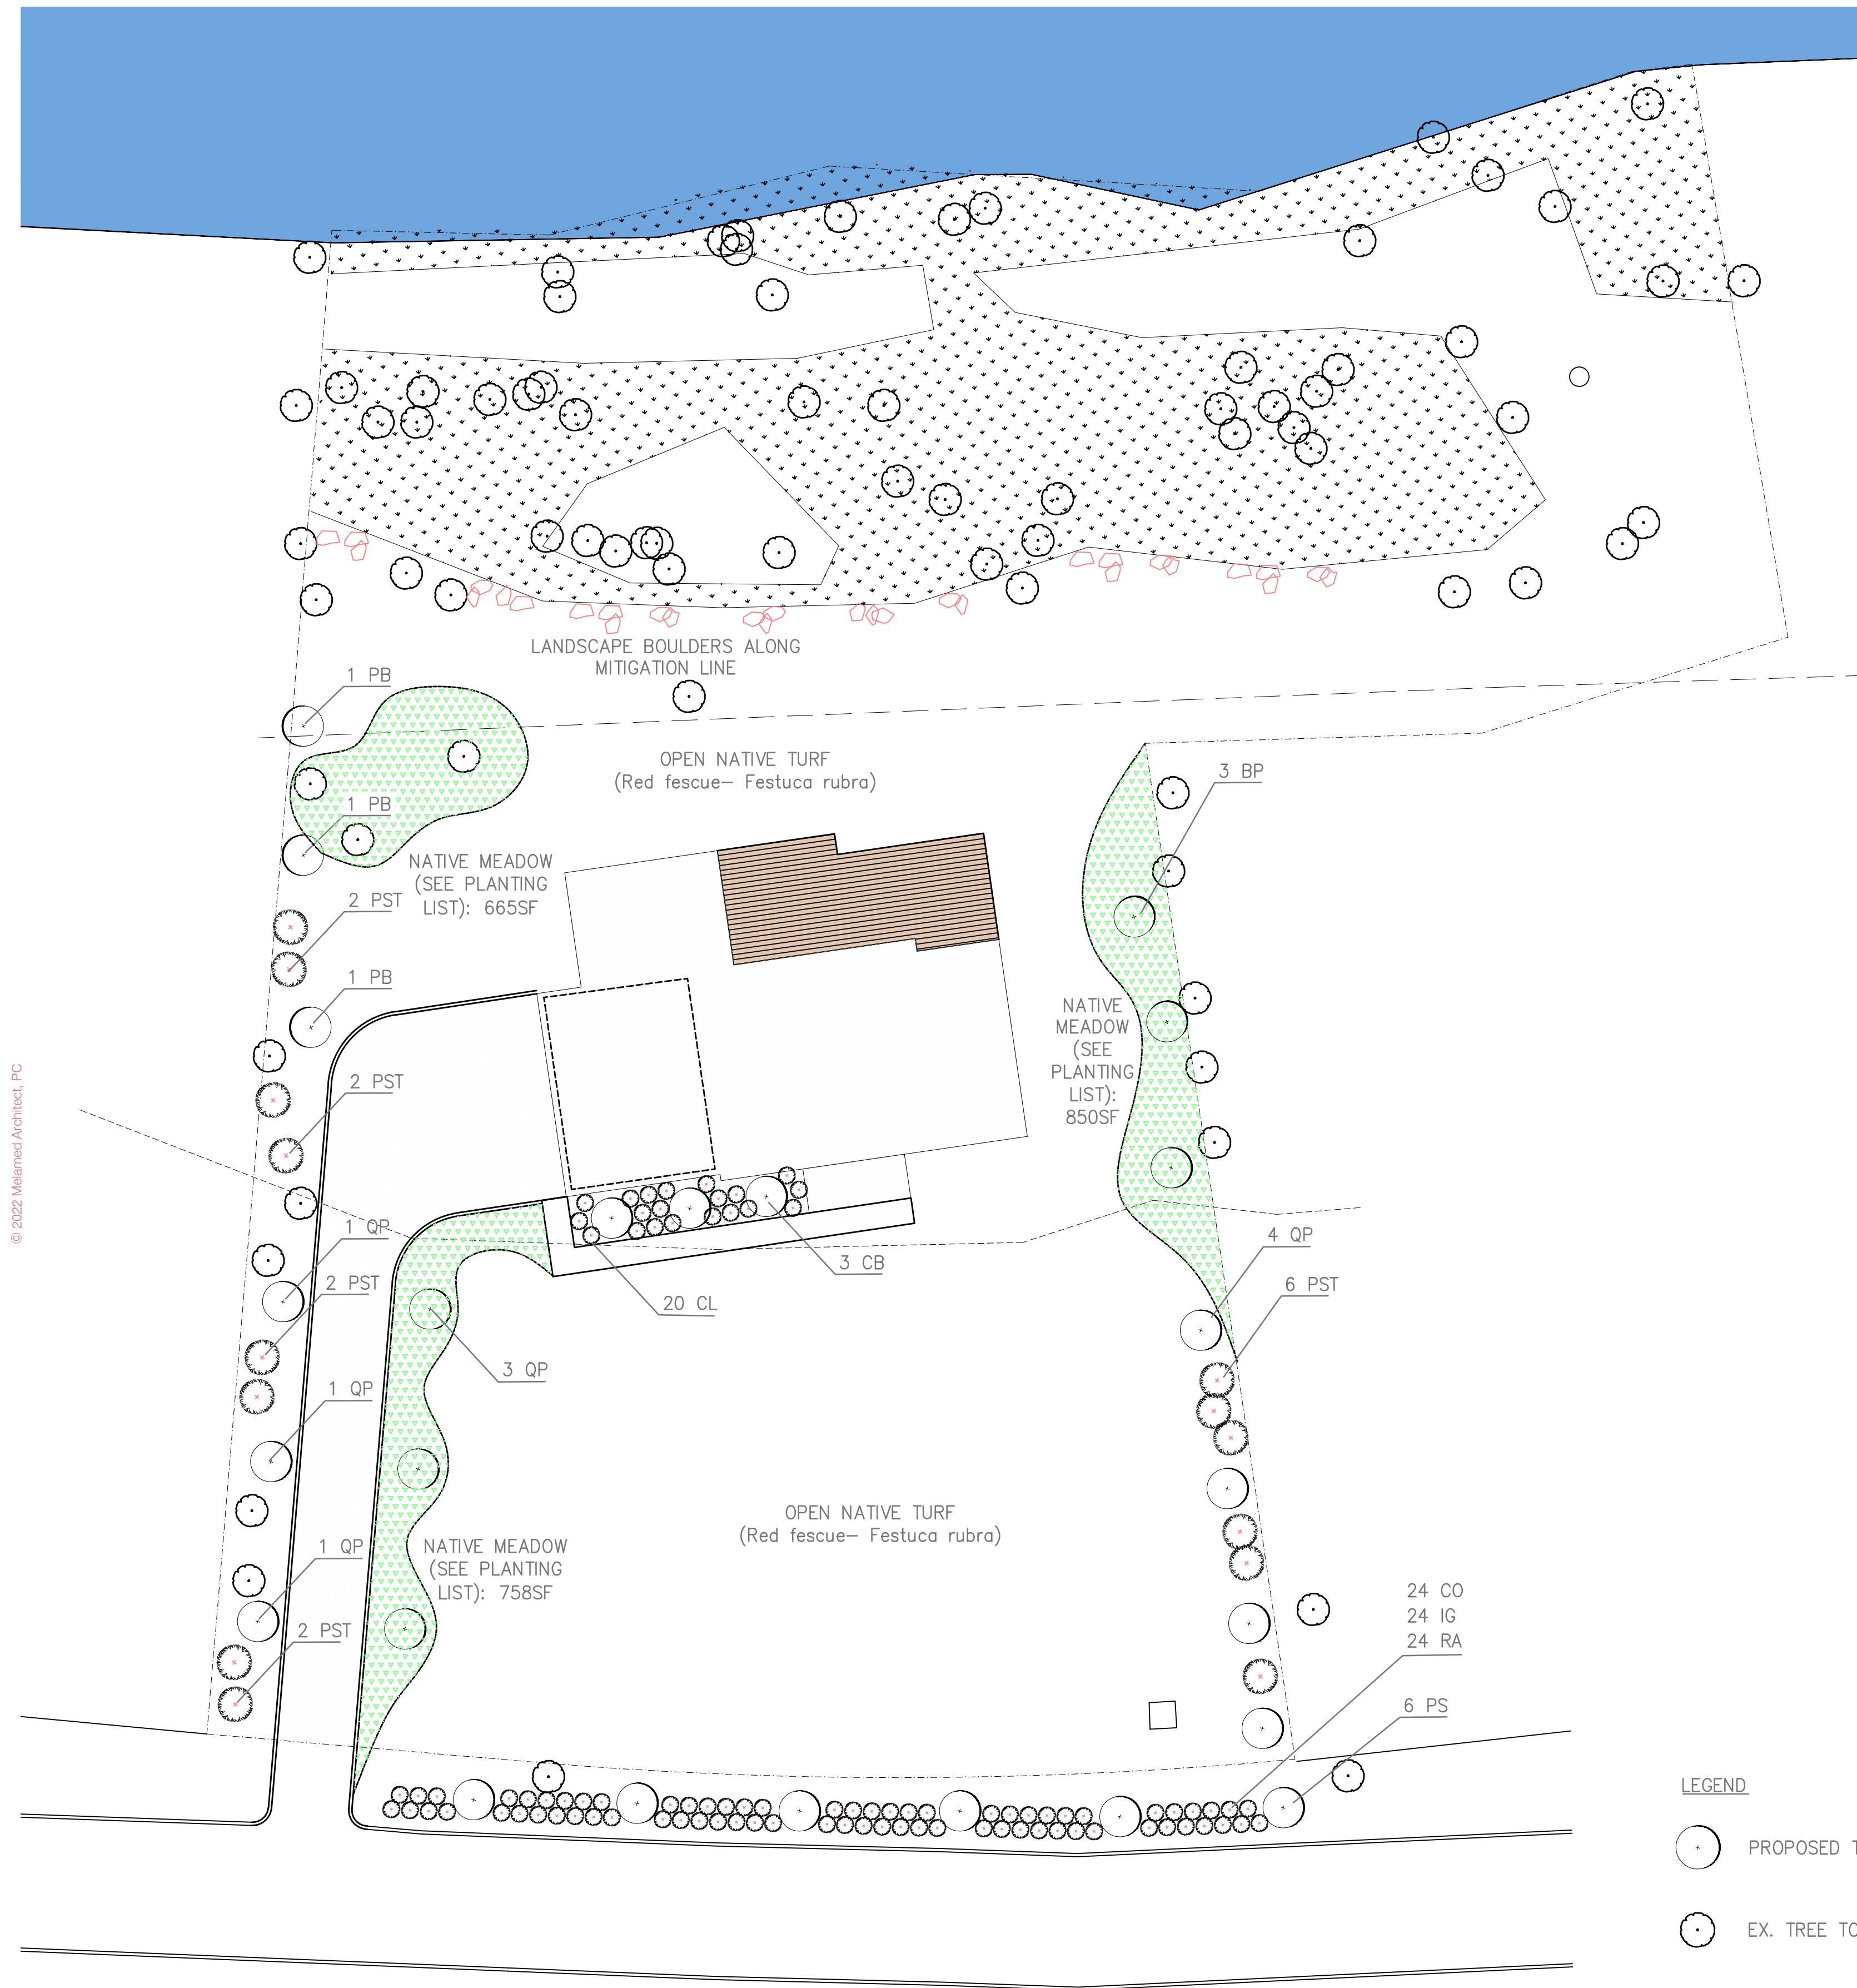 LANDSCAPE BOULDERS ALONG
MITIGATION LINE
1 PB
OPEN NATIVE TURF
(Red fescue– Festuca rubra)
3 BP
1 PB
NATIVE MEADOW
(SEE PLANTING
LIST): 665SF
2 PST
1 PB
NATIVE
MEADOW
(SEE
PLANTING
LIST):
850SF
2 PST
© 2022 Melamed Architect, PC
1 QP
2 PST
3 CB
20 CL
4 QP
6 PST
3 QP
1 QP
OPEN NATIVE TURF
(Red fescue– Festuca rubra)
1 QP
NATIVE MEADOW
(SEE PLANTING
LIST): 758SF
2 PST
24 CO
24 IG
24 RA
6 PS
LEGEND
PROPOSED T
EX. TREE TO